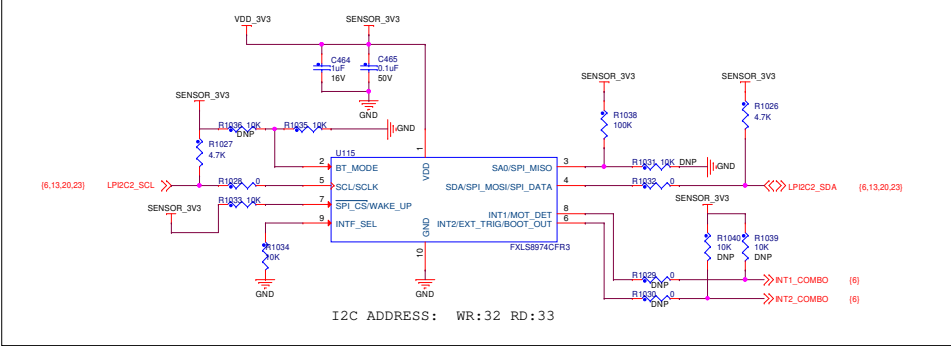 VDD_3V3
SENSOR_3V3
C464
1uF
16V
C465
0.1uF
50V
GND
SENSOR_3V3
R1036 10K
DNP
R1035 10K
GND
R1027
4.7K
SENSOR_3V3
R1038
100K
SENSOR_3V3
R1026
4.7K
U115
1
VDD
2
BT_MODE
SA0/SPI_MISO
3
R1031 10K DNP
GND
{6,13,20,23}
LPI2C2_SCL
R1028 0
5
SCL/SCLK
SDA/SPI_MOSI/SPI_DATA
4
R1032 0
LPI2C2_SDA
{6,13,20,23}
SENSOR_3V3
R1033 10K
7
SPI_CS/WAKE_UP
SENSOR_3V3
9
INTF_SEL
INT1/MOT_DET
8
INT2/EXT_TRIG/BOOT_OUT
6
GND
10
FXLS8974CFR3
R1034
10K
GND
GND
R1040
10K
DNP
R1039
10K
DNP
R1029 0
DNP
INT1_COMBO
{6}
R1030 0
DNP
INT2_COMBO
{6}
I2C ADDRESS: WR:32 RD:33